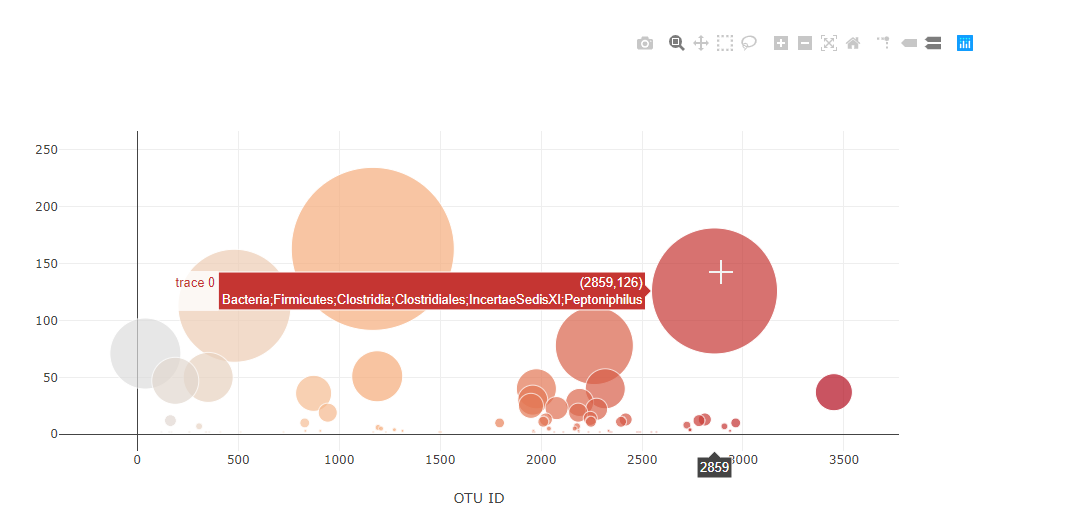 250
200
150
trace 0
(2859,126)
Bacteria;Firmicutes;Clostridia;Clostridiales;IncertaeSedisXI;Peptoniphilus
100
50
0
0 500 1000 1500 2000 2500 3000 3500
2859
OTU ID